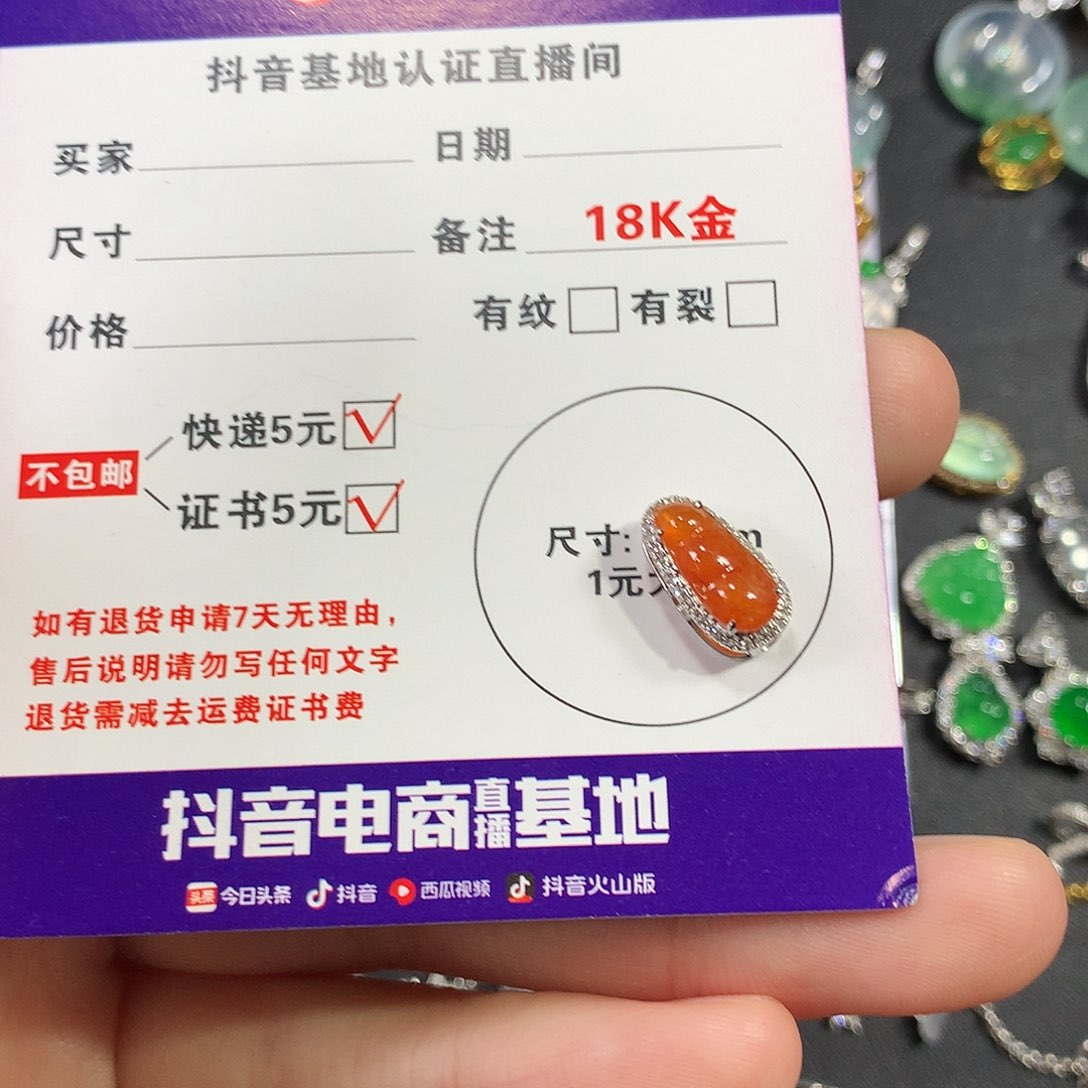 抖音基地认证直播间
买家 日期
尺寸 备注 18K金
价格 有纹 有裂
不包邮 快递5元
证书5元
尺寸: m
1元
如有退货申请7天无理由,
售后说明请勿写任何文字
退货需减去运费证书费
抖音电商直播基地
头条 今日头条 抖音 西瓜视频 抖音火山版